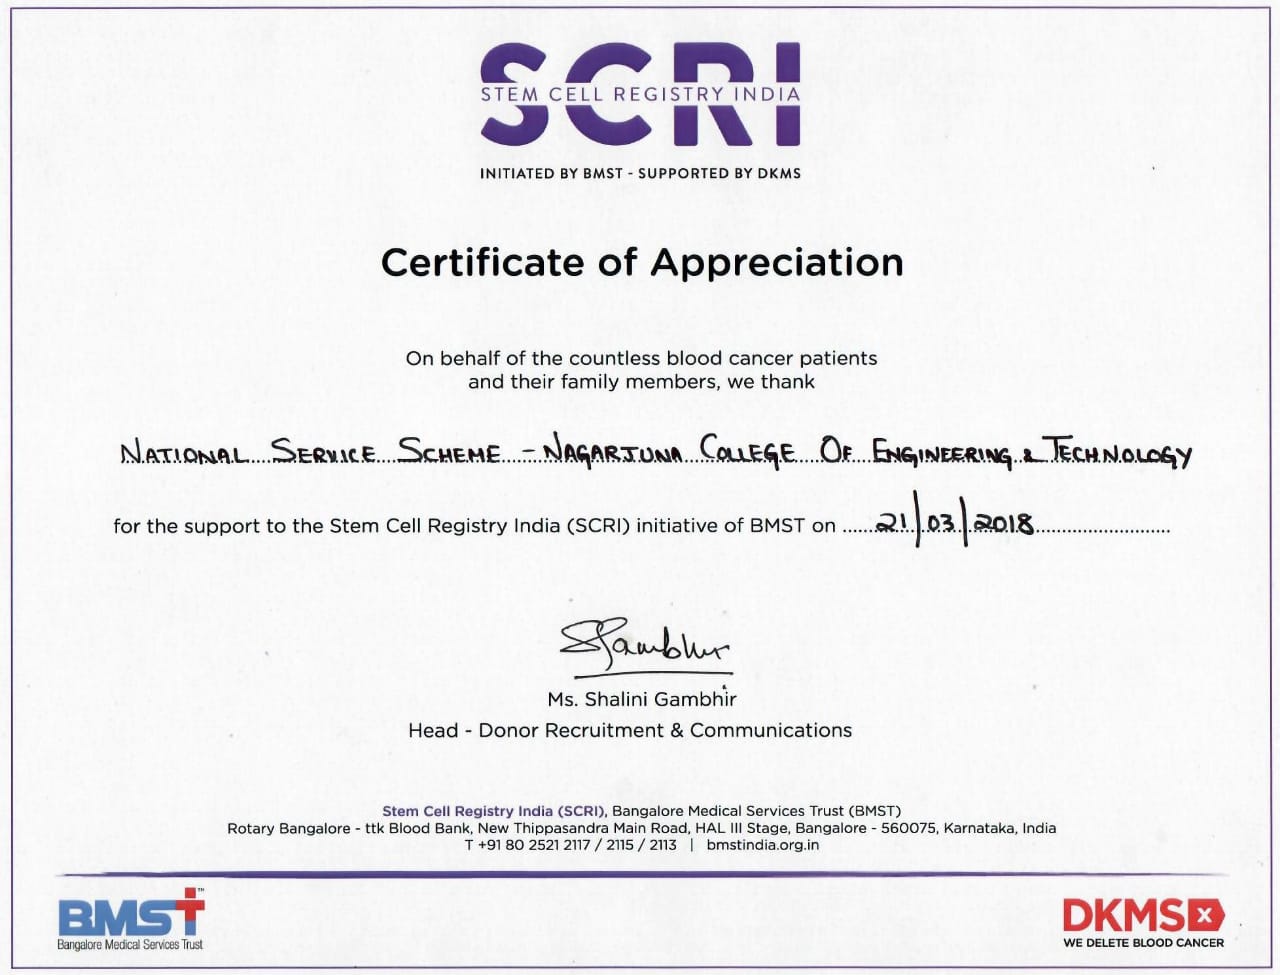 SCRI
STEM CELL REGISTRY INDIA
INITIATED BY BMST - SUPPORTED BY DKMS
Certificate of Appreciation
On behalf of the countless blood cancer patients
and their family members, we thank
NATIONAL SERVICE SCHEME - NAGARJUNA COLLEGE OF ENGINEERING & TECHNOLOGY
for the support to the Stem Cell Registry India (SCRI) initiative of BMST on ......21/03/2018......
SGambhir
Ms. Shalini Gambhir
Head - Donor Recruitment & Communications
Stem Cell Registry India (SCRI), Bangalore Medical Services Trust (BMST)
Rotary Bangalore - ttk Blood Bank, New Thippasandra Main Road, HAL III Stage, Bangalore - 560075, Karnataka, India
T +91 80 2521 2117 / 2115 / 2113 | bmstindia.org.in
BMST™
Bangalore Medical Services Trust
DKMS X
WE DELETE BLOOD CANCER